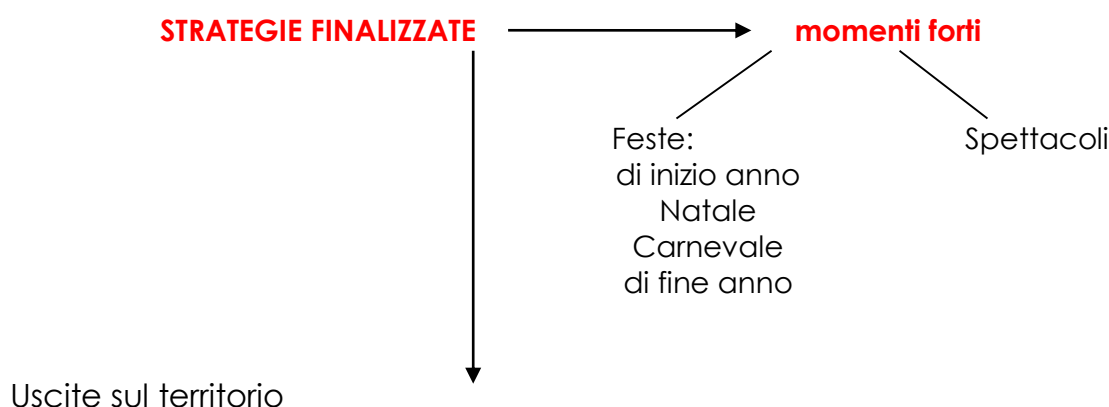 STRATEGIE FINALIZZATE
momenti forti
Feste:
di inizio anno
Natale
Carnevale
di fine anno
Spettacoli
Uscite sul territorio